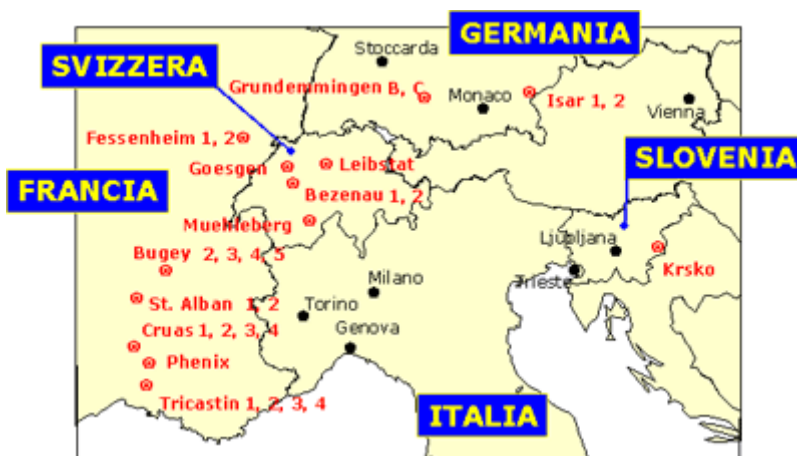 GERMANIA
Stoccarda
SVIZZERA
Grundemmingen B, C
Monaco
Isar 1, 2
Vienna
Fessenheim 1, 2
Goesgen
Leibstat
SLOVENIA
FRANCIA
Bezenau 1, 2
Muehleberg
Ljubljana
Bugey 2, 3, 4, 5
Krsko
Trieste
Milano
St. Alban 1, 2
Torino
Cruas 1, 2, 3, 4
Genova
Phenix
Tricastin 1, 2, 3, 4
ITALIA